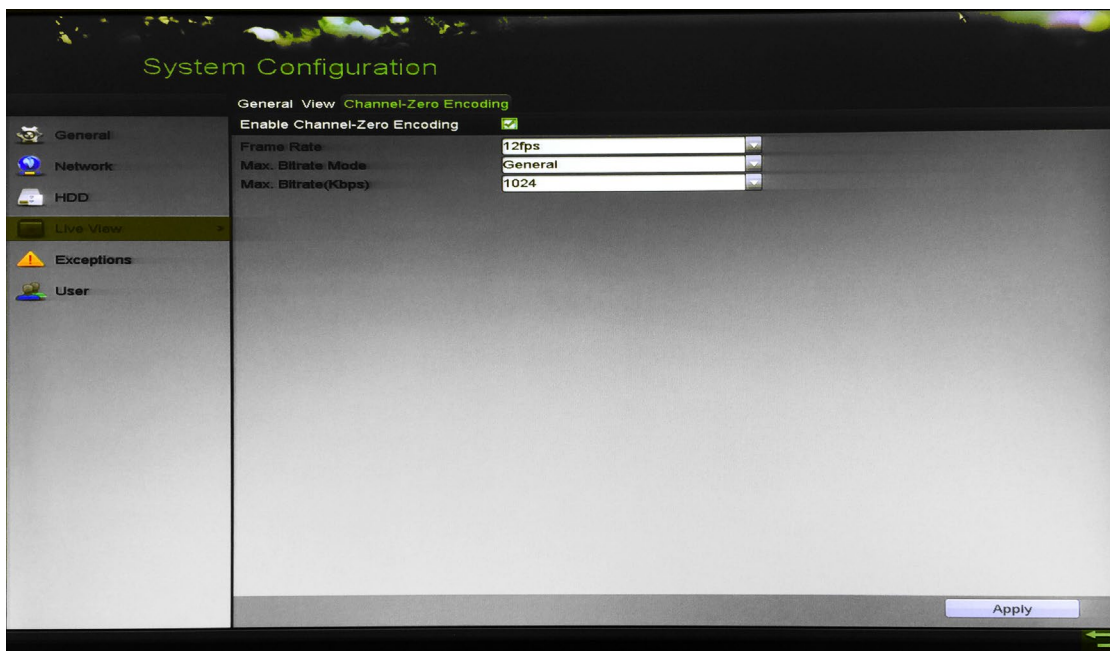 System Configuration
General View Channel-Zero Encoding
Enable Channel-Zero Encoding
Frame Rate 12fps
Max. Bitrate Mode General
Max. Bitrate(Kbps) 1024
General
Network
HDD
Live View
Exceptions
User
Apply